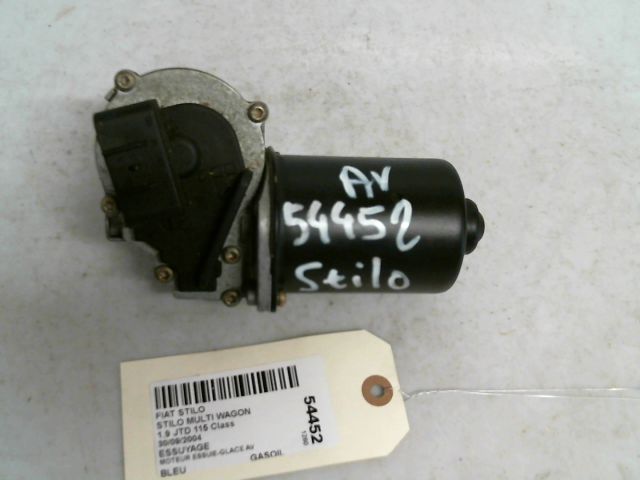 AV
54452
Stilo
FIAT STILO
STILO MULTI WAGON
1.9 JTD 115 Class
30/09/2004
ESSUYAGE
MOTEUR ESSUIE-GLACE AV
GASOIL
BLEU
54452